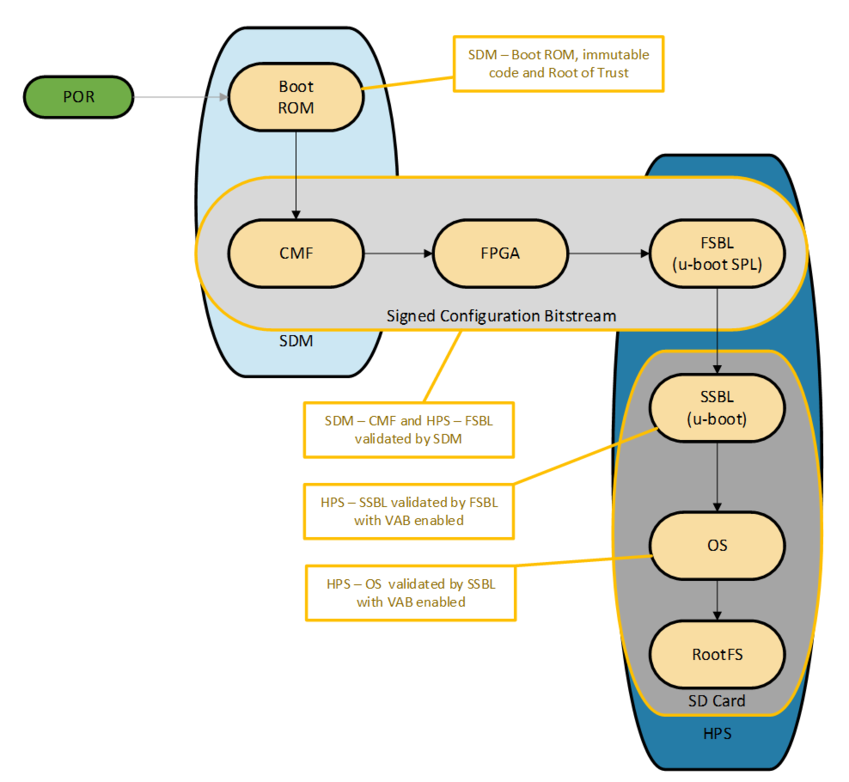 SDM – Boot ROM, immutable
code and Root of Trust
POR
Boot
ROM
CMF
FPGA
FSBL
(u-boot SPL)
Signed Configuration Bitstream
SDM
SDM – CMF and HPS – FSBL
validated by SDM
SSBL
(u-boot)
HPS – SSBL validated by FSBL
with VAB enabled
OS
HPS – OS validated by SSBL
with VAB enabled
RootFS
SD Card
HPS